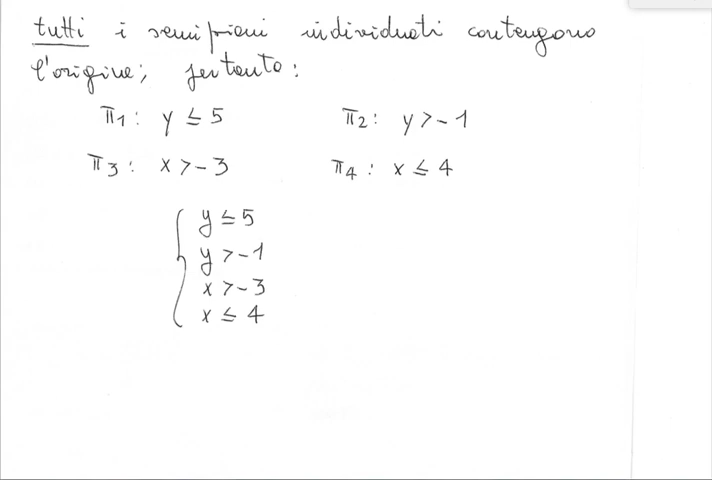 tutti i semipiani individuati contengono
l'origine; pertanto:
π1: y ≤ 5 π2: y > -1
π3: x > -3 π4: x ≤ 4
y ≤ 5
y > -1
x > -3
x ≤ 4